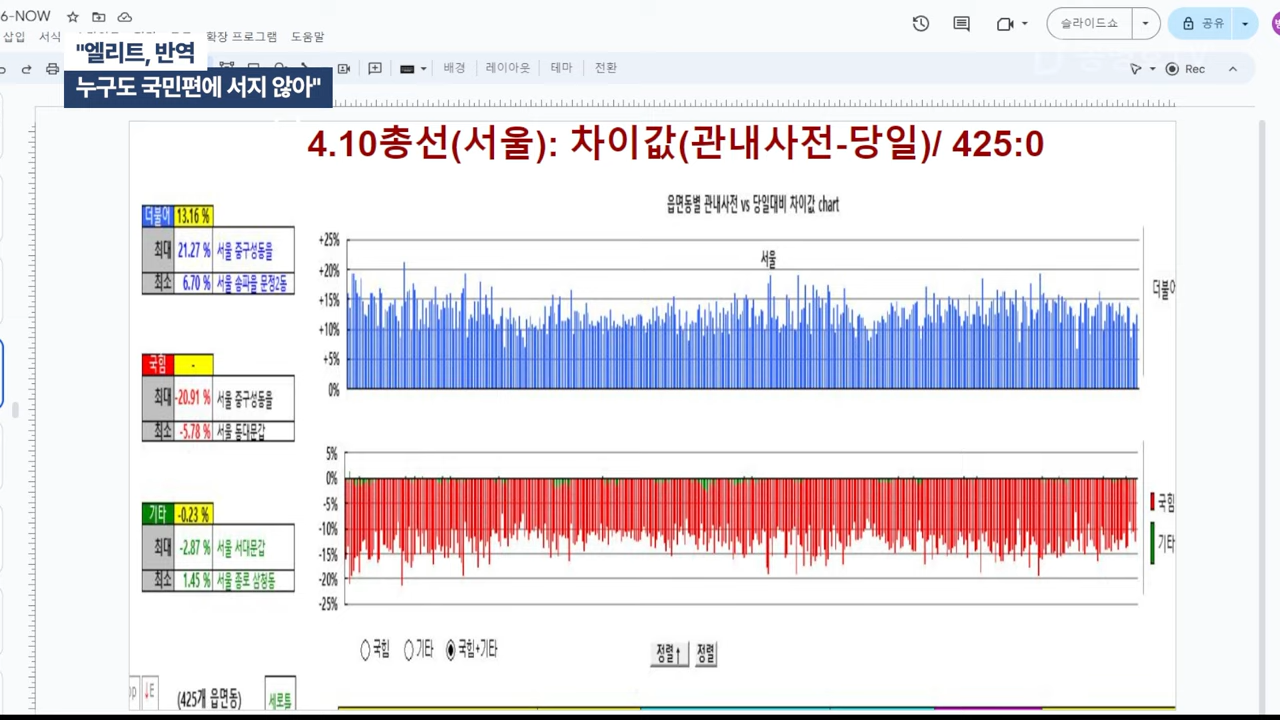 6-NOW
삽입
서식
확장 프로그램
도움말
슬라이드쇼
공유
"엘리트, 반역
누구도 국민편에 서지 않아"
배경
레이아웃
테마
전환
Rec
4.10총선(서울): 차이값(관내사전-당일)/ 425:0
읍면동별 관내사전 vs 당일대비 차이값 chart
더불어 13.16 %
최대 21.27 % 서울 중구성동을
최소 6.70 % 서울 송파을 문정2동
+25%
+20%
+15%
+10%
+5%
0%
서울
더불어
국힘 -
최대 -20.91 % 서울 중구성동을
최소 -5.78 % 서울 동대문갑
5%
0%
-5%
-10%
-15%
-20%
-25%
국힘
기타
기타 -0.23 %
최대 -2.87 % 서울 서대문갑
최소 1.45 % 서울 종로 삼청동
국힘
기타
국힘+기타
정렬↑
정렬
↓E
(425개 읍면동)
세로틀